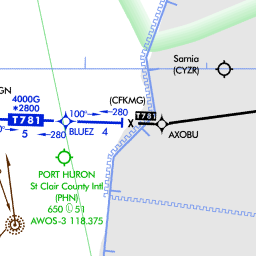 GN
4000G
*2800
T781
5
100°
280
280
BLUEZ
4
(CFKMG)
X
T781
AXOBU
Sarnia
(CYZR)
PORT HURON
St Clair County Intl
(PHN)
650 Ⓛ 51
AWOS-3 118.375